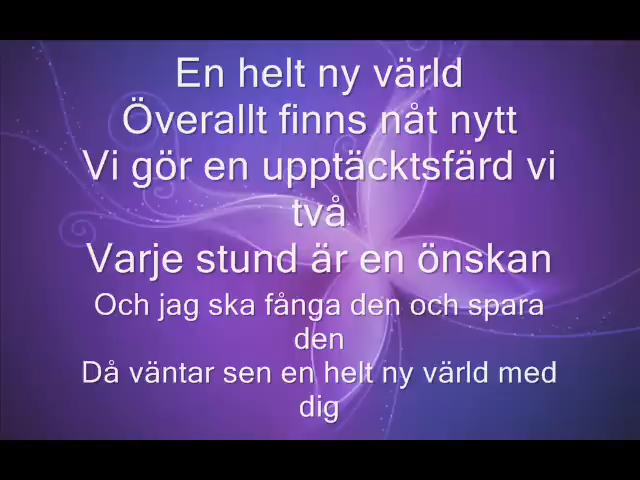 En helt ny värld
Överallt finns nåt nytt
Vi gör en upptäcktsfärd vi
två
Varje stund är en önskan
Och jag ska fånga den och spara
den
Då väntar sen en helt ny värld med
dig